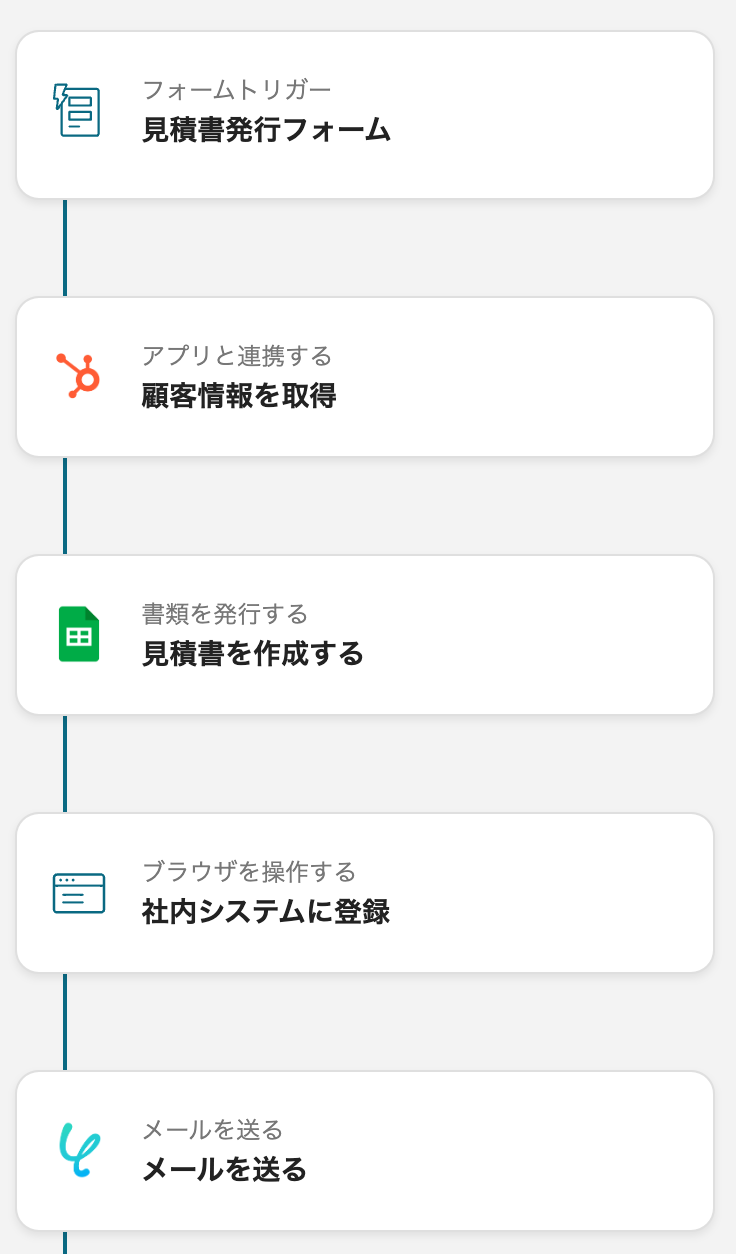 フォームトリガー
見積書発行フォーム
アプリと連携する
顧客情報を取得
書類を発行する
見積書を作成する
ブラウザを操作する
社内システムに登録
メールを送る
メールを送る